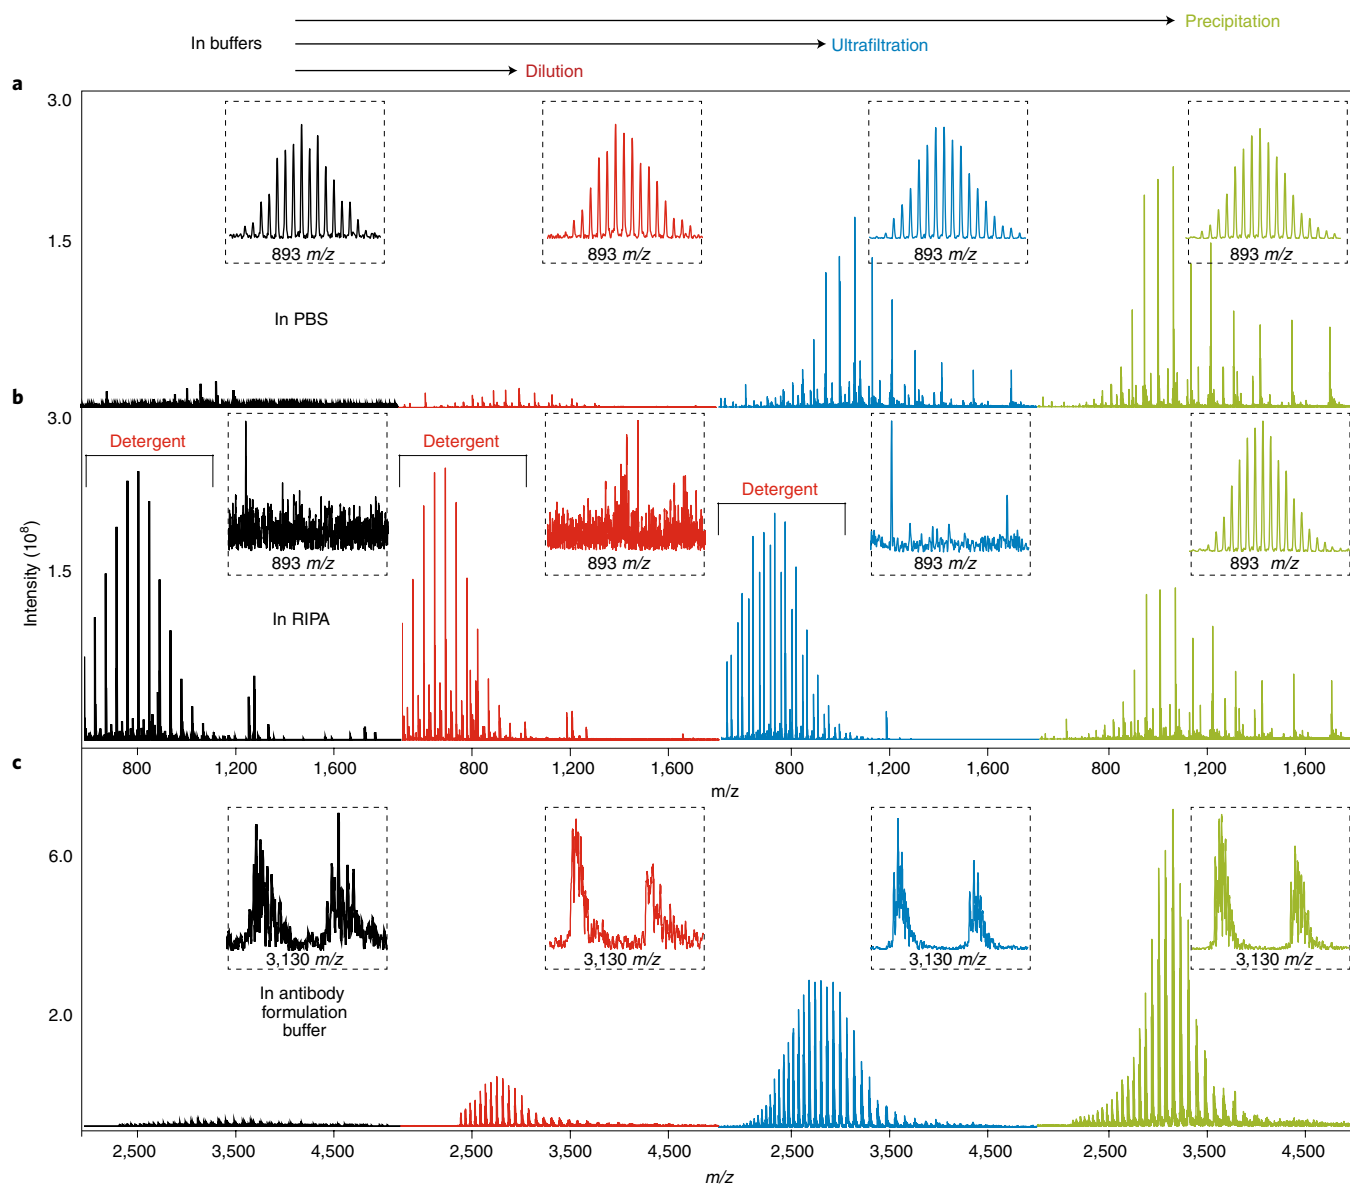 Precipitation
In buffers
Ultrafiltration
Dilution
a
3.0
893 m/z
893 m/z
893 m/z
893 m/z
1.5
In PBS
b
3.0
Detergent
Detergent
Detergent
893 m/z
893 m/z
893 m/z
893 m/z
Intensity (10⁸)
1.5
In RIPA
800 1,200 1,600 800 1,200 1,600 800 1,200 1,600 800 1,200 1,600
m/z
c
6.0
3,130 m/z
3,130 m/z
3,130 m/z
3,130 m/z
In antibody
formulation
buffer
2.0
2,500 3,500 4,500 2,500 3,500 4,500 2,500 3,500 4,500 2,500 3,500 4,500
m/z